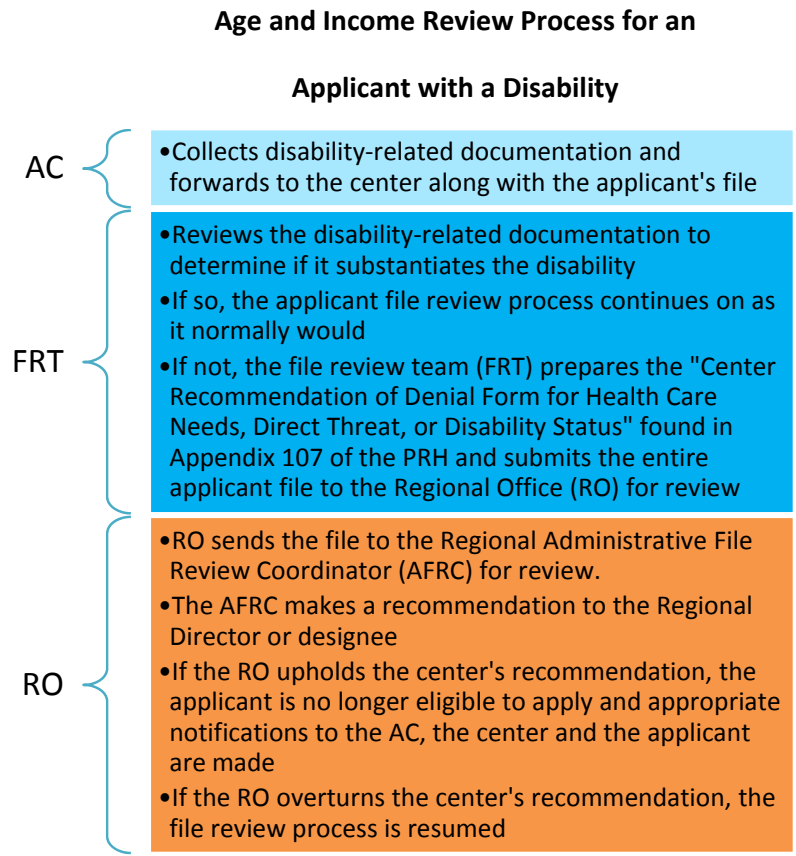 Age and Income Review Process for an
Applicant with a Disability
AC
•Collects disability-related documentation and
forwards to the center along with the applicant's file
FRT
•Reviews the disability-related documentation to
determine if it substantiates the disability
•If so, the applicant file review process continues on as
it normally would
•If not, the file review team (FRT) prepares the "Center
Recommendation of Denial Form for Health Care
Needs, Direct Threat, or Disability Status" found in
Appendix 107 of the PRH and submits the entire
applicant file to the Regional Office (RO) for review
RO
•RO sends the file to the Regional Administrative File
Review Coordinator (AFRC) for review.
•The AFRC makes a recommendation to the Regional
Director or designee
•If the RO upholds the center's recommendation, the
applicant is no longer eligible to apply and appropriate
notifications to the AC, the center and the applicant
are made
•If the RO overturns the center's recommendation, the
file review process is resumed